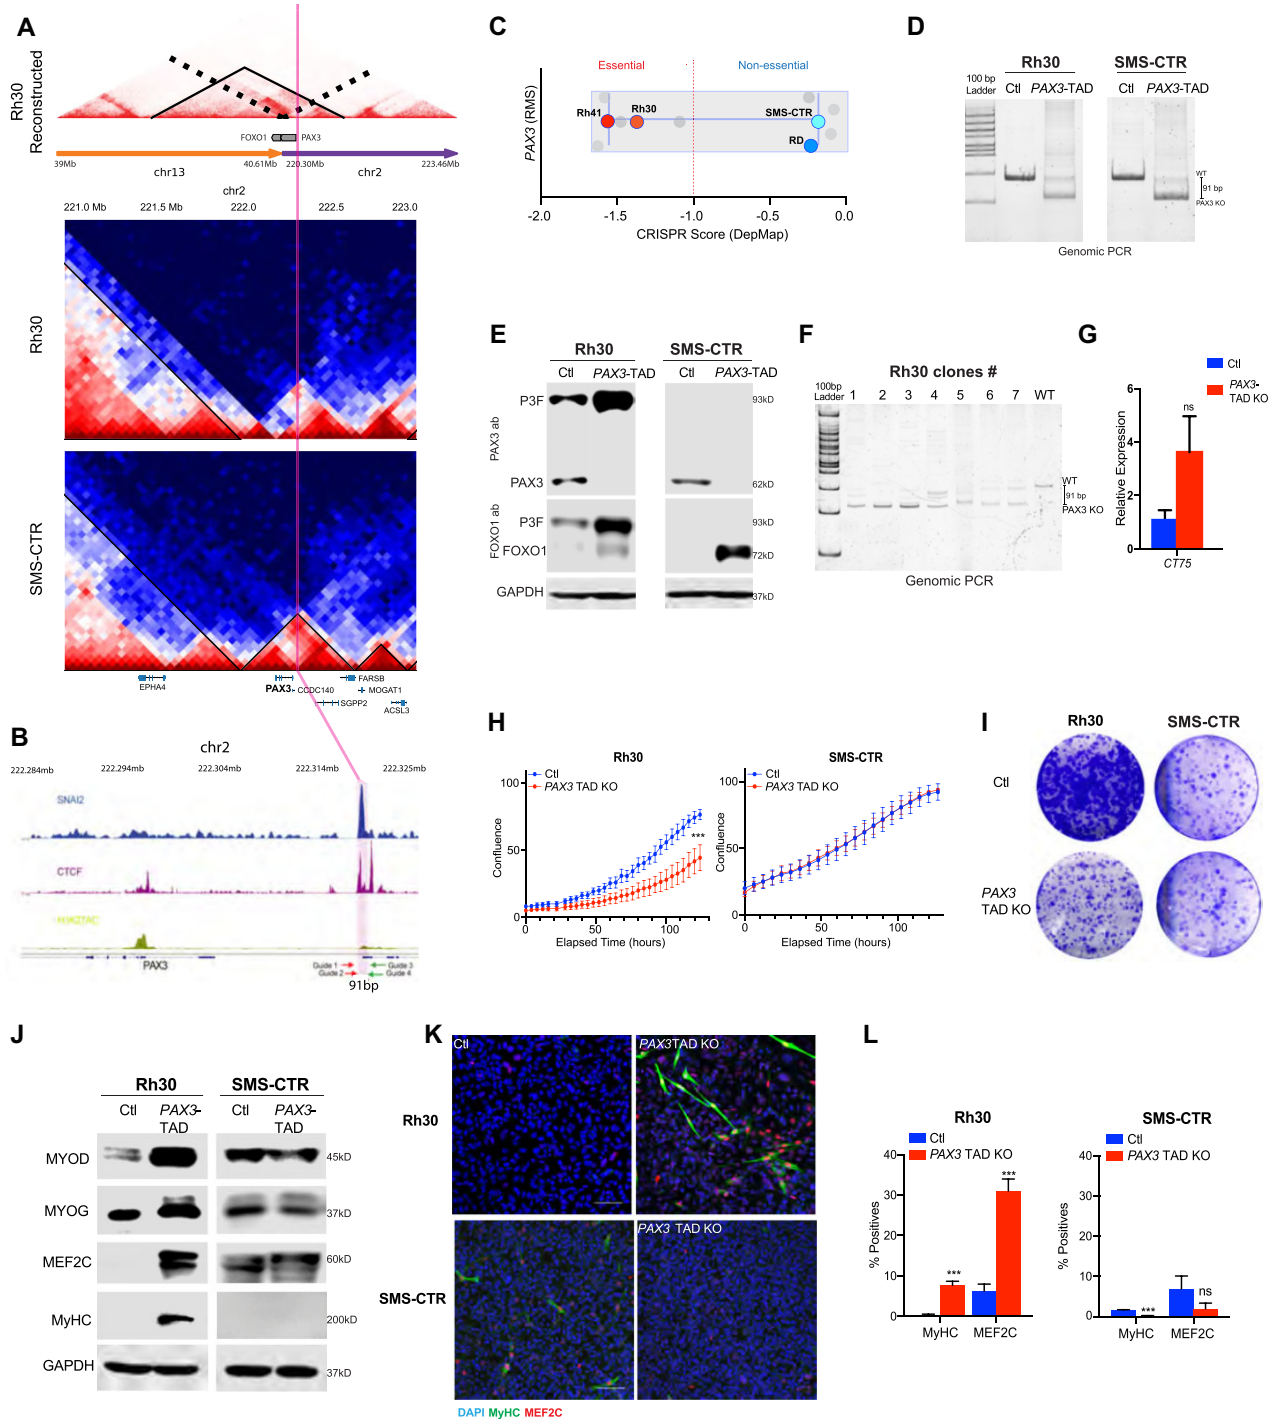 A
Rh30
Reconstructed
FOXO1 PAX3
39Mb 40.61Mb 220.30Mb 223.46Mb
chr13 chr2
chr2
221.0 Mb 221.5 Mb 222.0 222.5 223.0
Rh30
SMS-CTR
EPHA4 PAX3 CCDC140 SGPP2 FARSB MOGAT1 ACSL3
B
chr2
222.284mb 222.294mb 222.304mb 222.314mb 222.325mb
SNAI2
CTCF
H3K27AC
PAX3
Guide 1 Guide 3
Guide 2 Guide 4
91bp
C
Essential Non-essential
PAX3 (RMS)
Rh41 Rh30 SMS-CTR
RD
-2.0 -1.5 -1.0 -0.5 0.0
CRISPR Score (DepMap)
D
Rh30 SMS-CTR
100 bp
Ladder
Ctl PAX3-TAD Ctl PAX3-TAD
WT
91 bp
PAX3 KO
Genomic PCR
E
Rh30 SMS-CTR
Ctl PAX3-TAD Ctl PAX3-TAD
PAX3 ab
P3F 93kD
PAX3 62kD
FOXO1 ab
P3F 93kD
FOXO1 72kD
GAPDH 37kD
F
Rh30 clones #
100bp
Ladder
1 2 3 4 5 6 7 WT
WT
91 bp
PAX3 KO
Genomic PCR
G
Ctl
PAX3-
TAD KO
Relative Expression
6
4
2
0
ns
CT75
H
Rh30
Ctl
PAX3 TAD KO
Confluence
100
50
0
***
50 100
0
Elapsed Time (hours)
SMS-CTR
Ctl
PAX3 TAD KO
Confluence
100
50
0
0 50 100
Elapsed Time (hours)
I
Rh30 SMS-CTR
Ctl
PAX3
TAD KO
J
Rh30 SMS-CTR
Ctl PAX3-
TAD
Ctl PAX3-
TAD
MYOD 45kD
MYOG 37kD
MEF2C 60kD
MyHC 200kD
GAPDH 37kD
K
Ctl PAX3TAD KO
Rh30
PAX3 TAD KO
SMS-CTR
DAPI MyHC MEF2C
L
Rh30
Ctl
PAX3 TAD KO
% Positives
40
30
20
10
0
*** ***
MyHC MEF2C
SMS-CTR
Ctl
PAX3 TAD KO
% Positives
40
30
20
10
0
*** ns
MyHC MEF2C